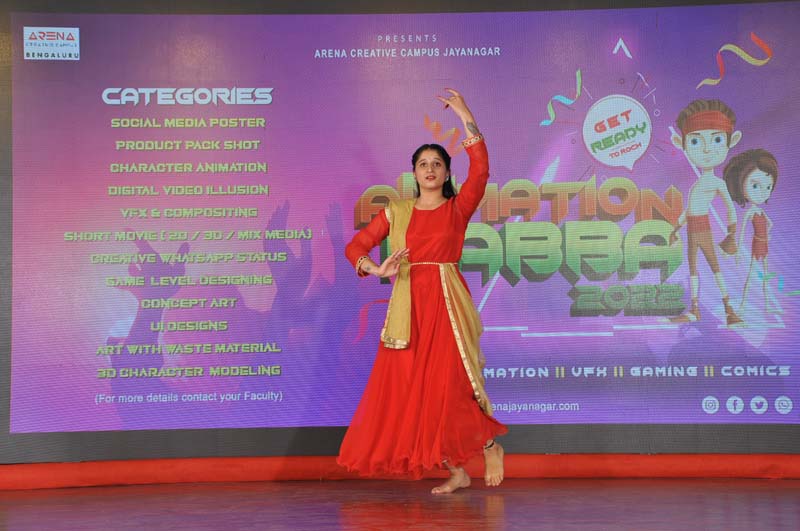 ARENA
CREATIVE CAMPUS
BENGALURU
PRESENTS
ARENA CREATIVE CAMPUS JAYANAGAR
CATEGORIES
SOCIAL MEDIA POSTER
PRODUCT PACK SHOT
CHARACTER ANIMATION
DIGITAL VIDEO ILLUSION
VFX & COMPOSITING
SHORT MOVIE ( 2D / 3D / MIX MEDIA)
CREATIVE WHATSAPP STATUS
GAME LEVEL DESIGNING
CONCEPT ART
UI DESIGNS
ART WITH WASTE MATERIAL
3D CHARACTER MODELING
(For more details contact your Faculty)
GET
READY
TO ROCK
2022
MATION || VFX || GAMING || COMICS
enajayanagar.com